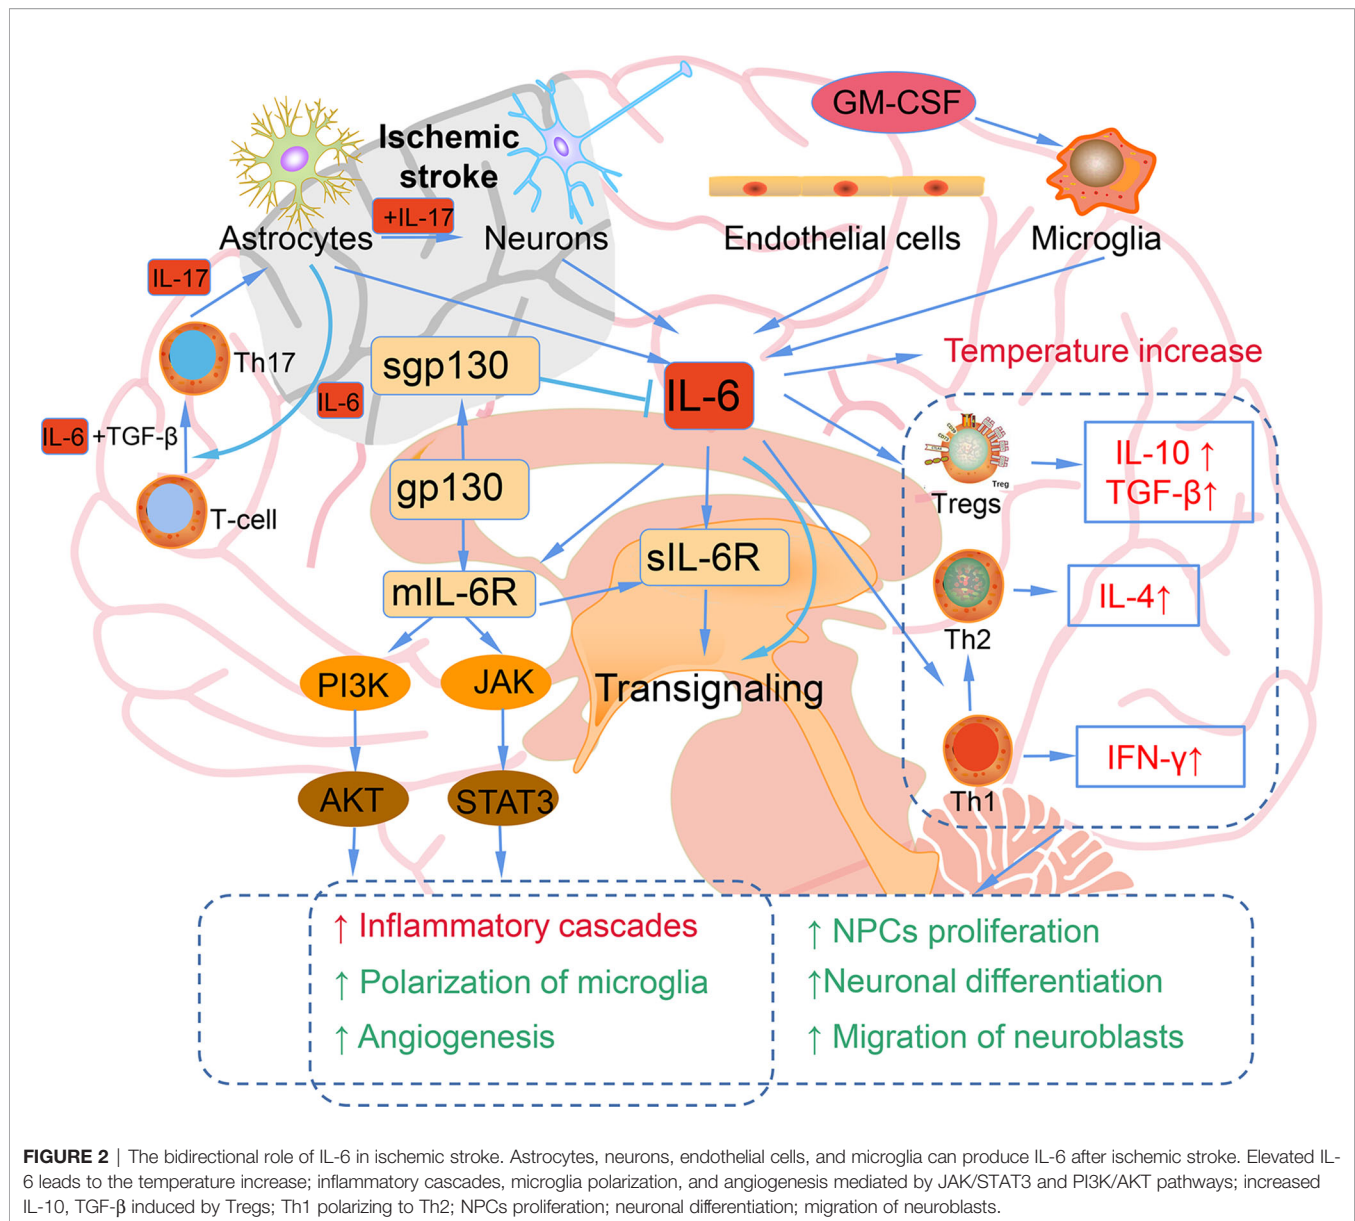 GM-CSF
Ischemic
stroke
+IL-17
Astrocytes
Neurons
Endothelial cells
Microglia
IL-17
Th17
sgp130
IL-6
IL-6
Temperature increase
IL-6 +TGF-β
gp130
T-cell
Treg
Tregs
IL-10 ↑
TGF-β↑
mIL-6R
sIL-6R
Th2
IL-4↑
PI3K
JAK
Transignaling
Th1
IFN-γ↑
AKT
STAT3
↑ Inflammatory cascades
↑ Polarization of microglia
↑ Angiogenesis
↑ NPCs proliferation
↑Neuronal differentiation
↑ Migration of neuroblasts
FIGURE 2 | The bidirectional role of IL-6 in ischemic stroke. Astrocytes, neurons, endothelial cells, and microglia can produce IL-6 after ischemic stroke. Elevated IL-
6 leads to the temperature increase; inflammatory cascades, microglia polarization, and angiogenesis mediated by JAK/STAT3 and PI3K/AKT pathways; increased
IL-10, TGF-β induced by Tregs; Th1 polarizing to Th2; NPCs proliferation; neuronal differentiation; migration of neuroblasts.